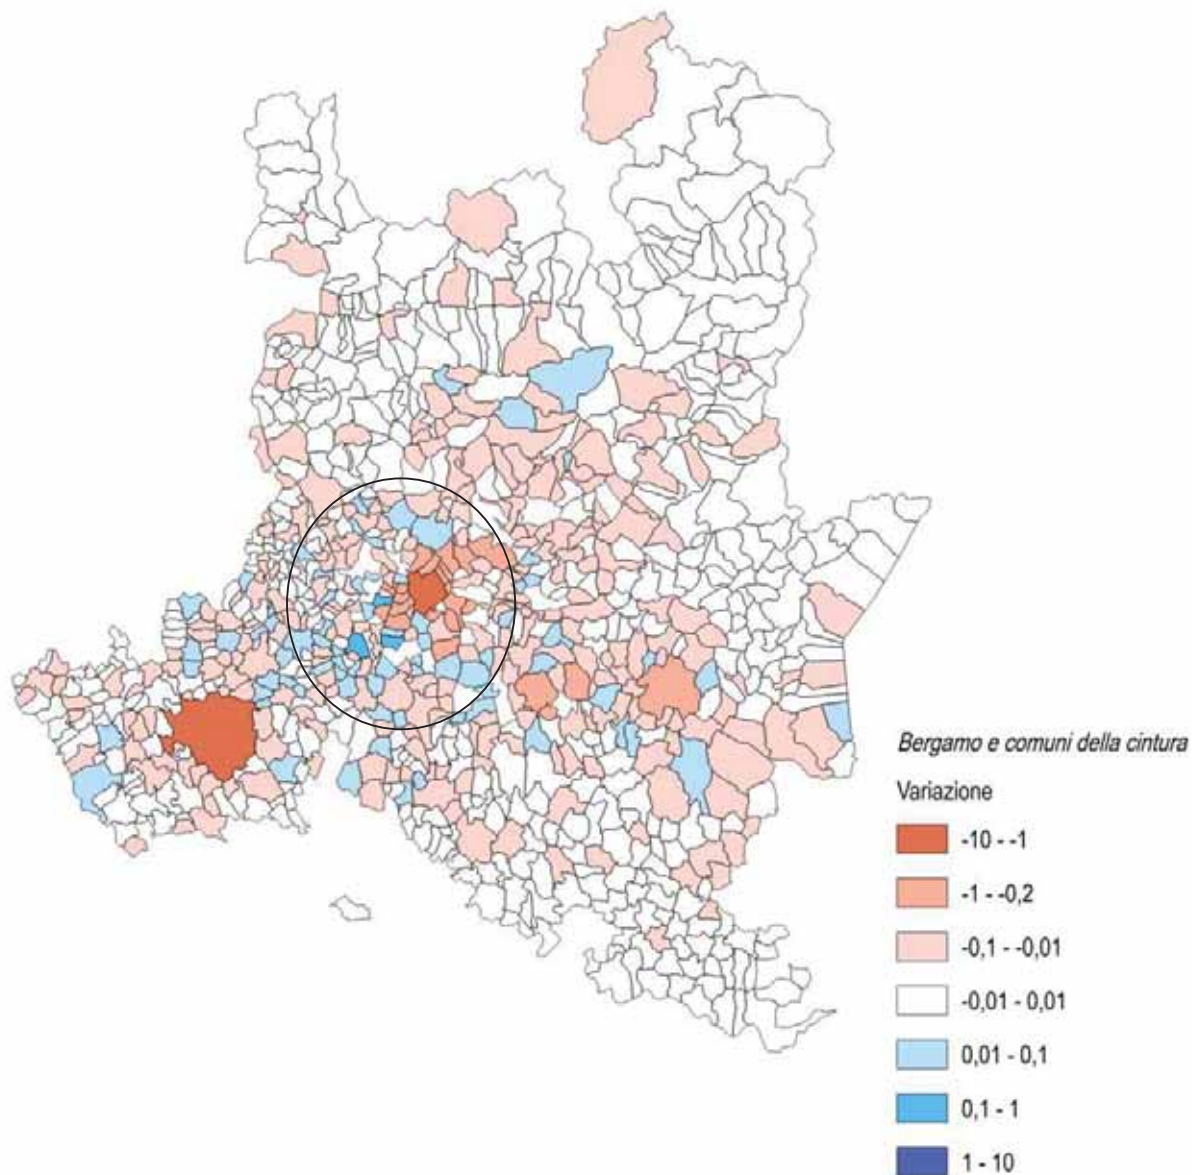 Bergamo e comuni della cintura
Variazione
-10 - -1
-1 - -0,2
-0,1 - -0,01
-0,01 - 0,01
0,01 - 0,1
0,1 - 1
1 - 10